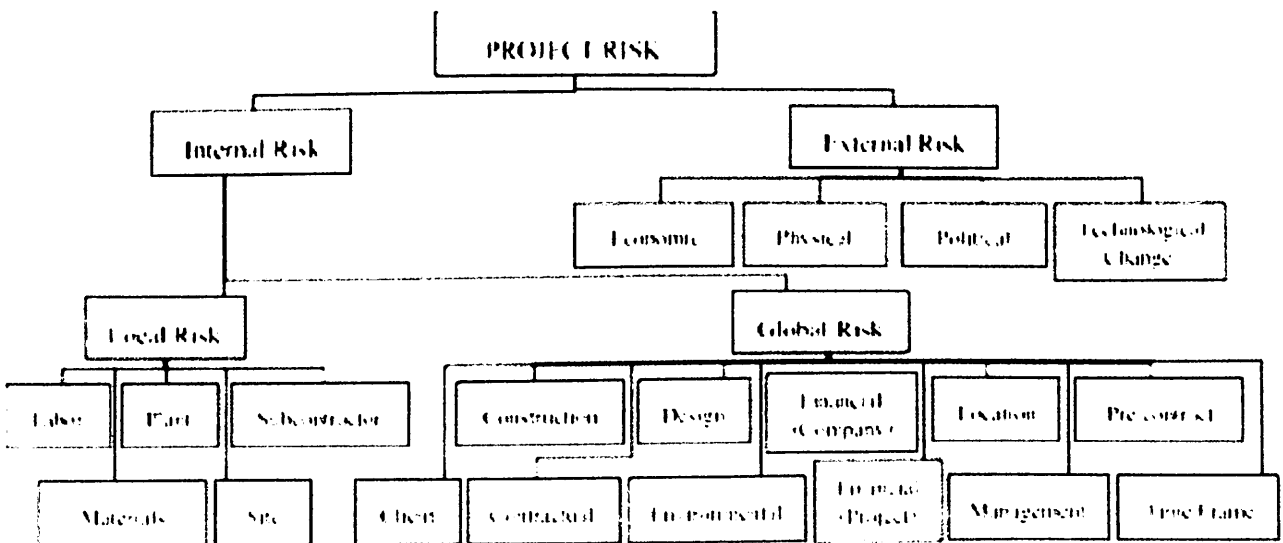 PROJECT RISK
Internal Risk
External Risk
Economic
Physical
Political
Technological
Change
Local Risk
Global Risk
Labor
Plant
Subcontractor
Construction
Design
Financial
(Company)
Location
Pre-contract
Materials
Site
Client
Contractual
Environmental
Financial
(Project)
Management
Time Frame